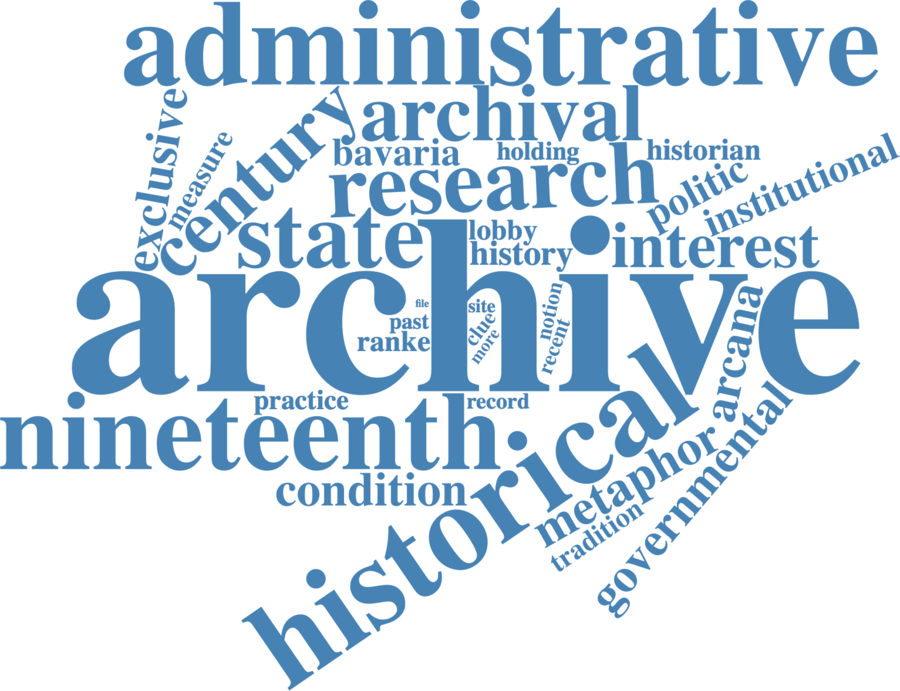 administrative
exclusive
measure
century
archival
bavaria
holding
historian
research
politic
institutional
state
lobby
history
interest
archive
file
past
ranke
site
clue
more
notion
recent
arcana
nineteenth
practice
record
historical
condition
metaphor
tradition
governmental